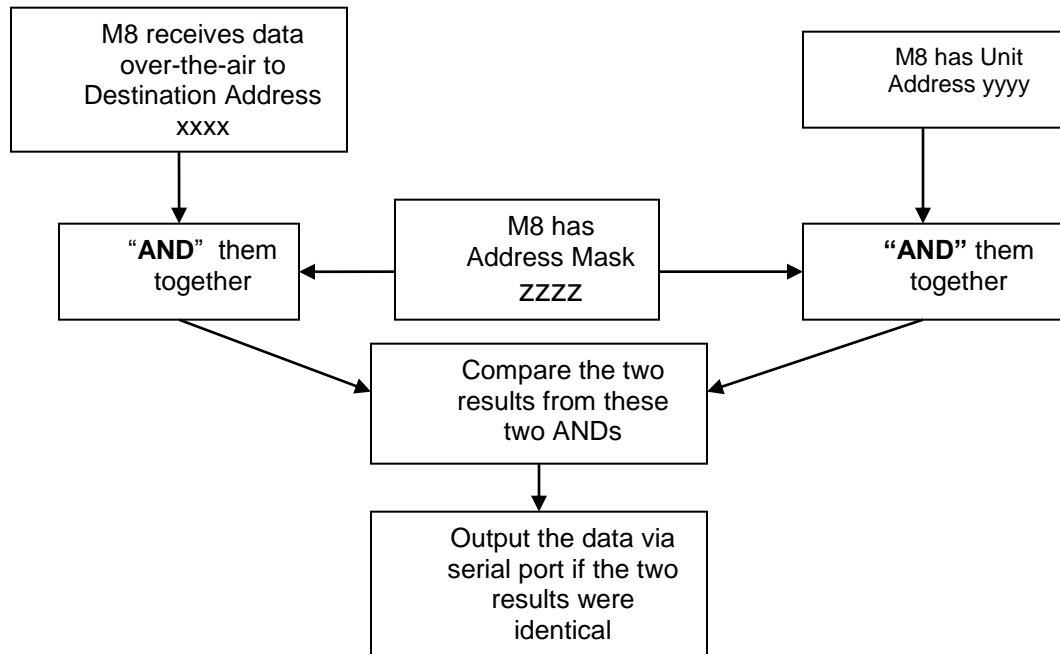 M8 receives data
over-the-air to
Destination Address
xxxx
M8 has Unit
Address yyyy
“AND” them
together
M8 has
Address Mask
zzzz
“AND” them
together
Compare the two
results from these
two ANDs
Output the data via
serial port if the two
results were
identical